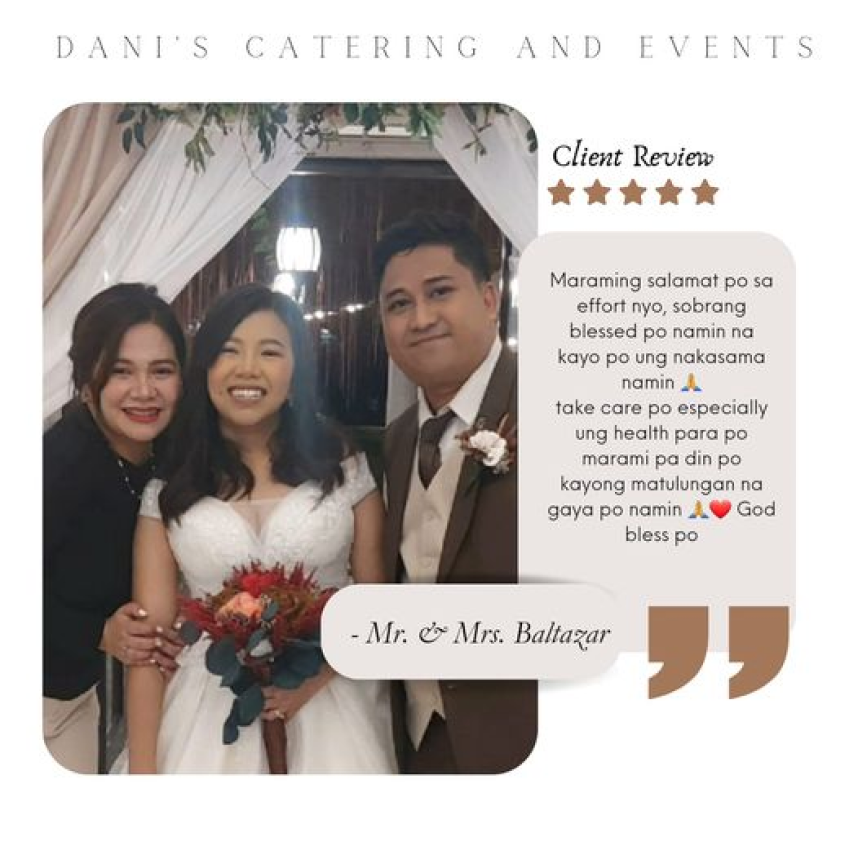 DANI'S CATERING AND EVENTS
Client Review
Maraming salamat po sa
effort nyo, sobrang
blessed po namin na
kayo po ung nakasama
namin 🙏
take care po especially
ung health para po
marami pa din po
kayong matulungan na
gaya po namin 🙏❤️ God
bless po
- Mr. & Mrs. Baltazar